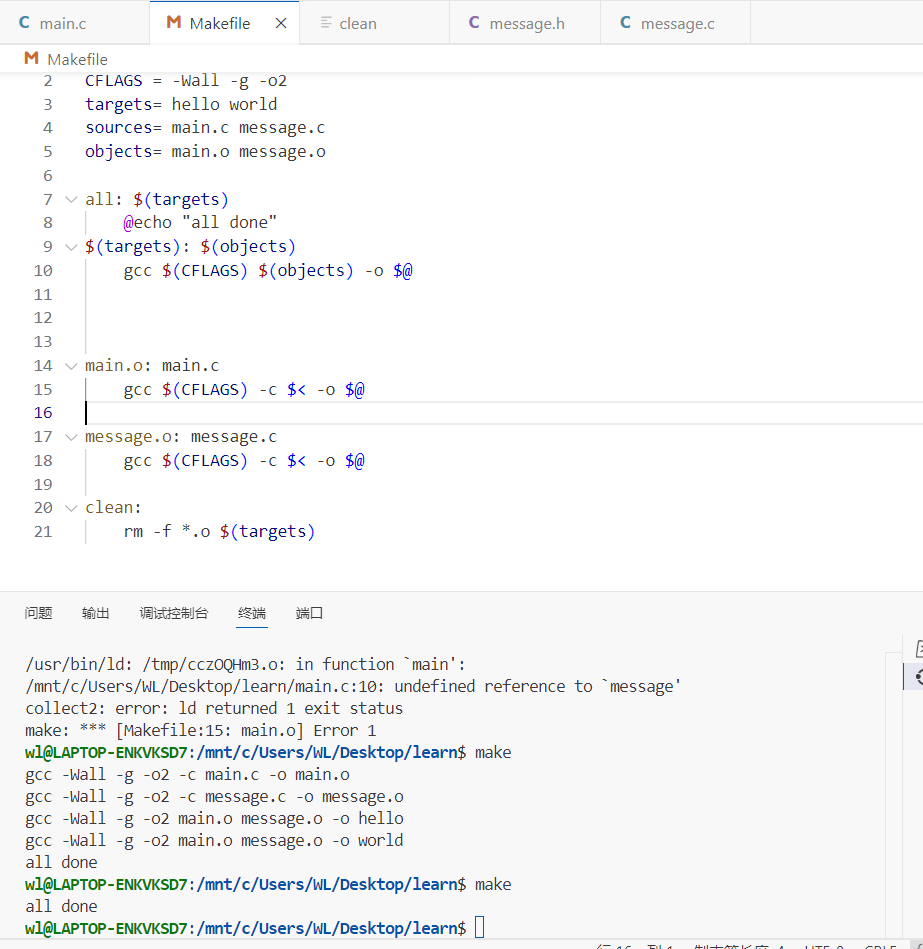 C main.c
M Makefile ×
clean
C message.h
C message.c
M Makefile
2 CFLAGS = -Wall -g -o2
3 targets= hello world
4 sources= main.c message.c
5 objects= main.o message.o
6
7 all: $(targets)
8 @echo "all done"
9 $(targets): $(objects)
10 gcc $(CFLAGS) $(objects) -o $@
11
12
13
14 main.o: main.c
15 gcc $(CFLAGS) -c $< -o $@
16
17 message.o: message.c
18 gcc $(CFLAGS) -c $< -o $@
19
20 clean:
21 rm -f *.o $(targets)
问题 输出 调试控制台 终端 端口
/usr/bin/ld: /tmp/cczOQHm3.o: in function `main':
/mnt/c/Users/WL/Desktop/learn/main.c:10: undefined reference to `message'
collect2: error: ld returned 1 exit status
make: *** [Makefile:15: main.o] Error 1
wl@LAPTOP-ENKVKSD7:/mnt/c/Users/WL/Desktop/learn$ make
gcc -Wall -g -o2 -c main.c -o main.o
gcc -Wall -g -o2 -c message.c -o message.o
gcc -Wall -g -o2 main.o message.o -o hello
gcc -Wall -g -o2 main.o message.o -o world
all done
wl@LAPTOP-ENKVKSD7:/mnt/c/Users/WL/Desktop/learn$ make
all done
wl@LAPTOP-ENKVKSD7:/mnt/c/Users/WL/Desktop/learn$